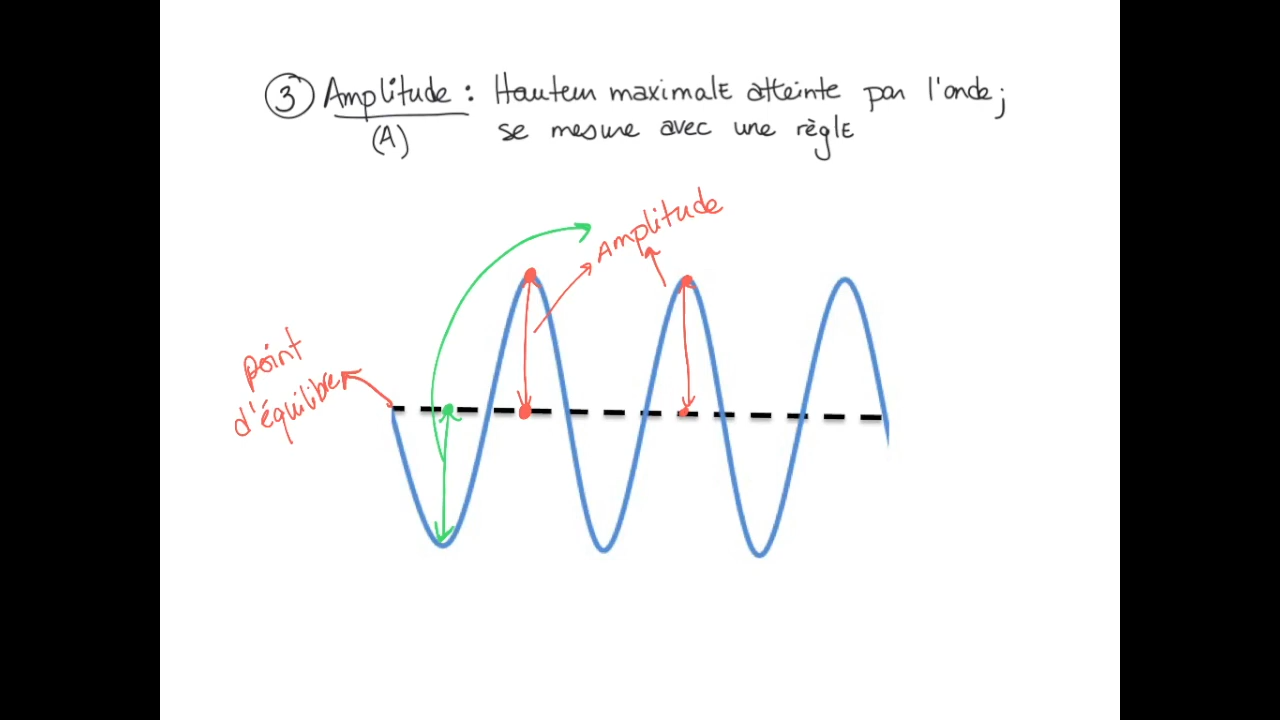 3 Amplitude : Hauteur maximale atteinte par l'onde;
(A) se mesure avec une règle
Amplitude
point
d'équilibre